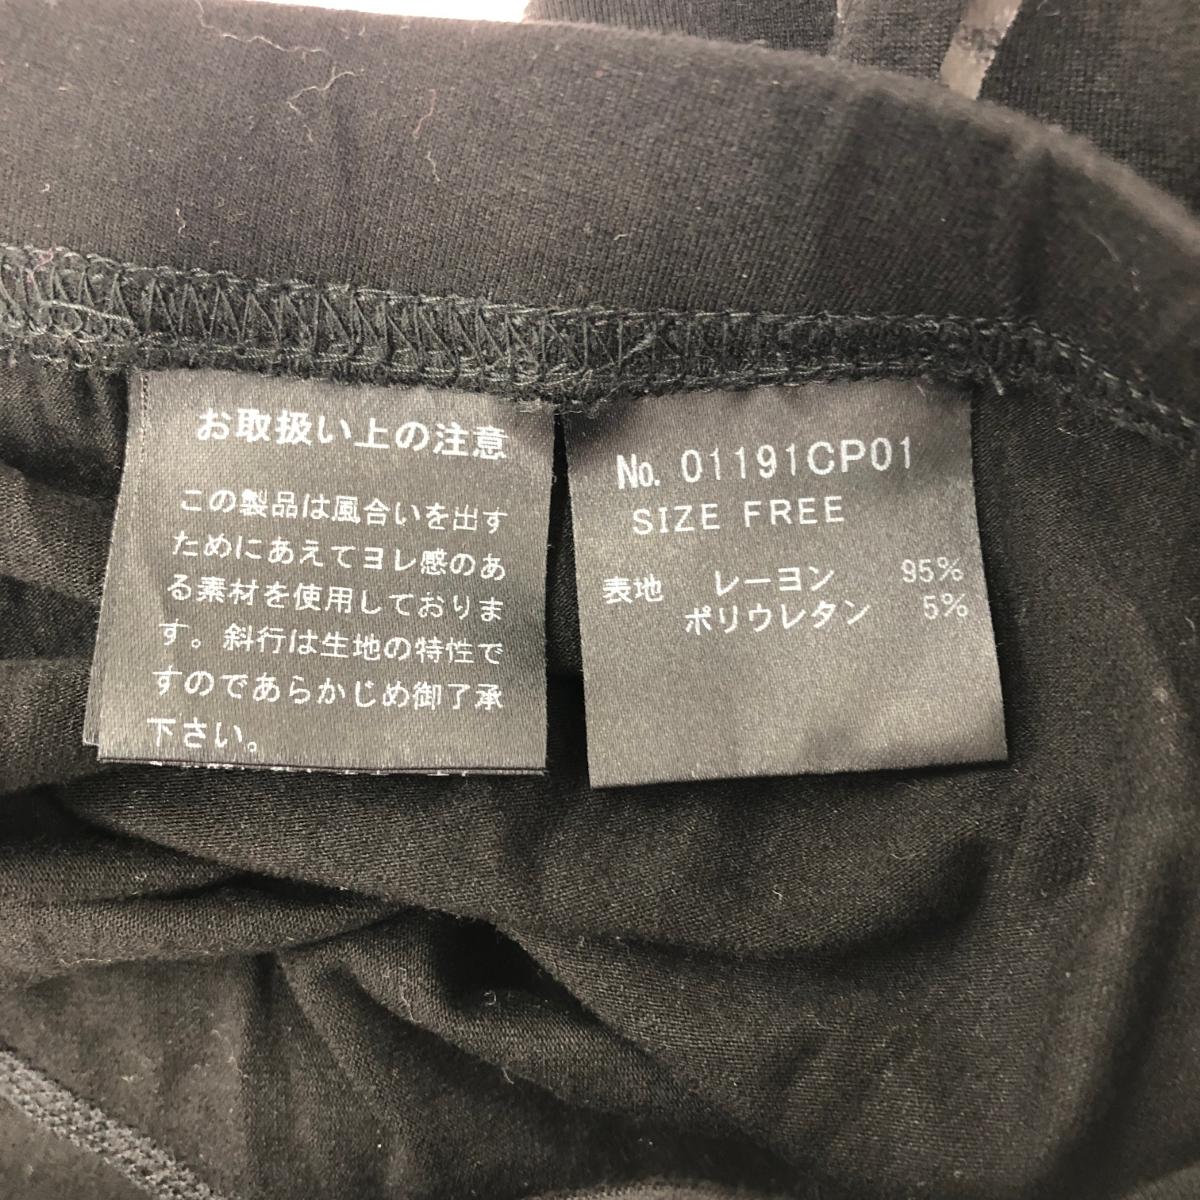 お取扱い上の注意
この製品は風合いを出す
ためにあえてヨレ感のあ
る素材を使用しておりま
す。斜行は生地の特性で
すのであらかじめ御了承
下さい。
No. 01191CP01
SIZE FREE
表地 レーヨン 95%
ポリウレタン 5%